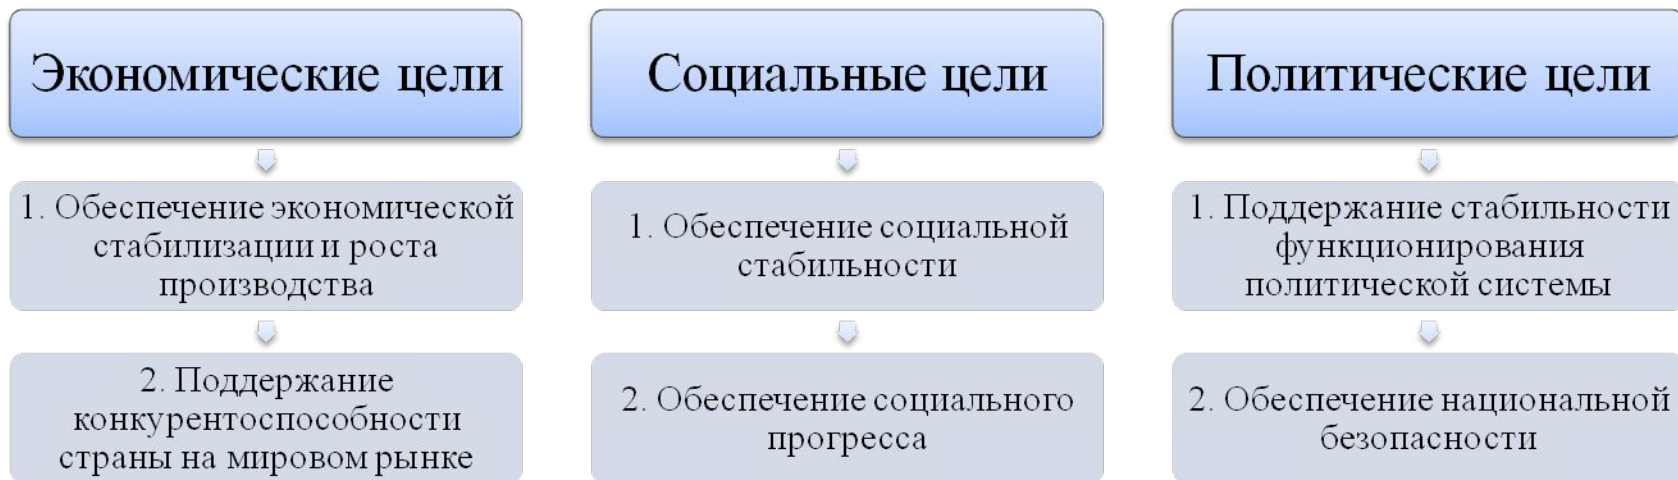 Экономические цели
1. Обеспечение экономической
стабилизации и роста
производства
2. Поддержание
конкурентоспособности
страны на мировом рынке
Социальные цели
1. Обеспечение социальной
стабильности
2. Обеспечение социального
прогресса
Политические цели
1. Поддержание стабильности
функционирования
политической системы
2. Обеспечение национальной
безопасности